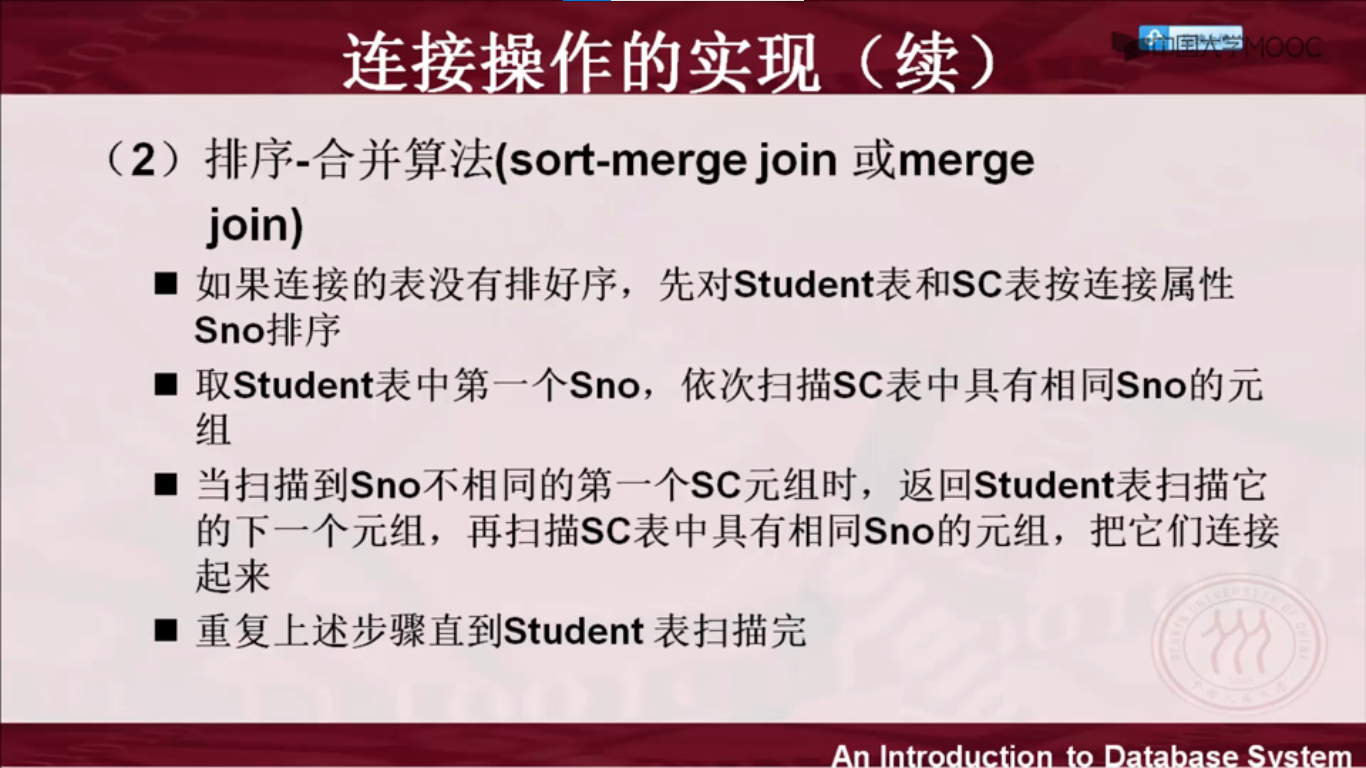 连接操作的实现（续）
中国大学MOOC
（2）排序-合并算法(sort-merge join 或merge
join)
■ 如果连接的表没有排好序，先对Student表和SC表按连接属性
Sno排序
■ 取Student表中第一个Sno，依次扫描SC表中具有相同Sno的元
组
■ 当扫描到Sno不相同的第一个SC元组时，返回Student表扫描它
的下一个元组，再扫描SC表中具有相同Sno的元组，把它们连接
起来
■ 重复上述步骤直到Student 表扫描完
An Introduction to Database System